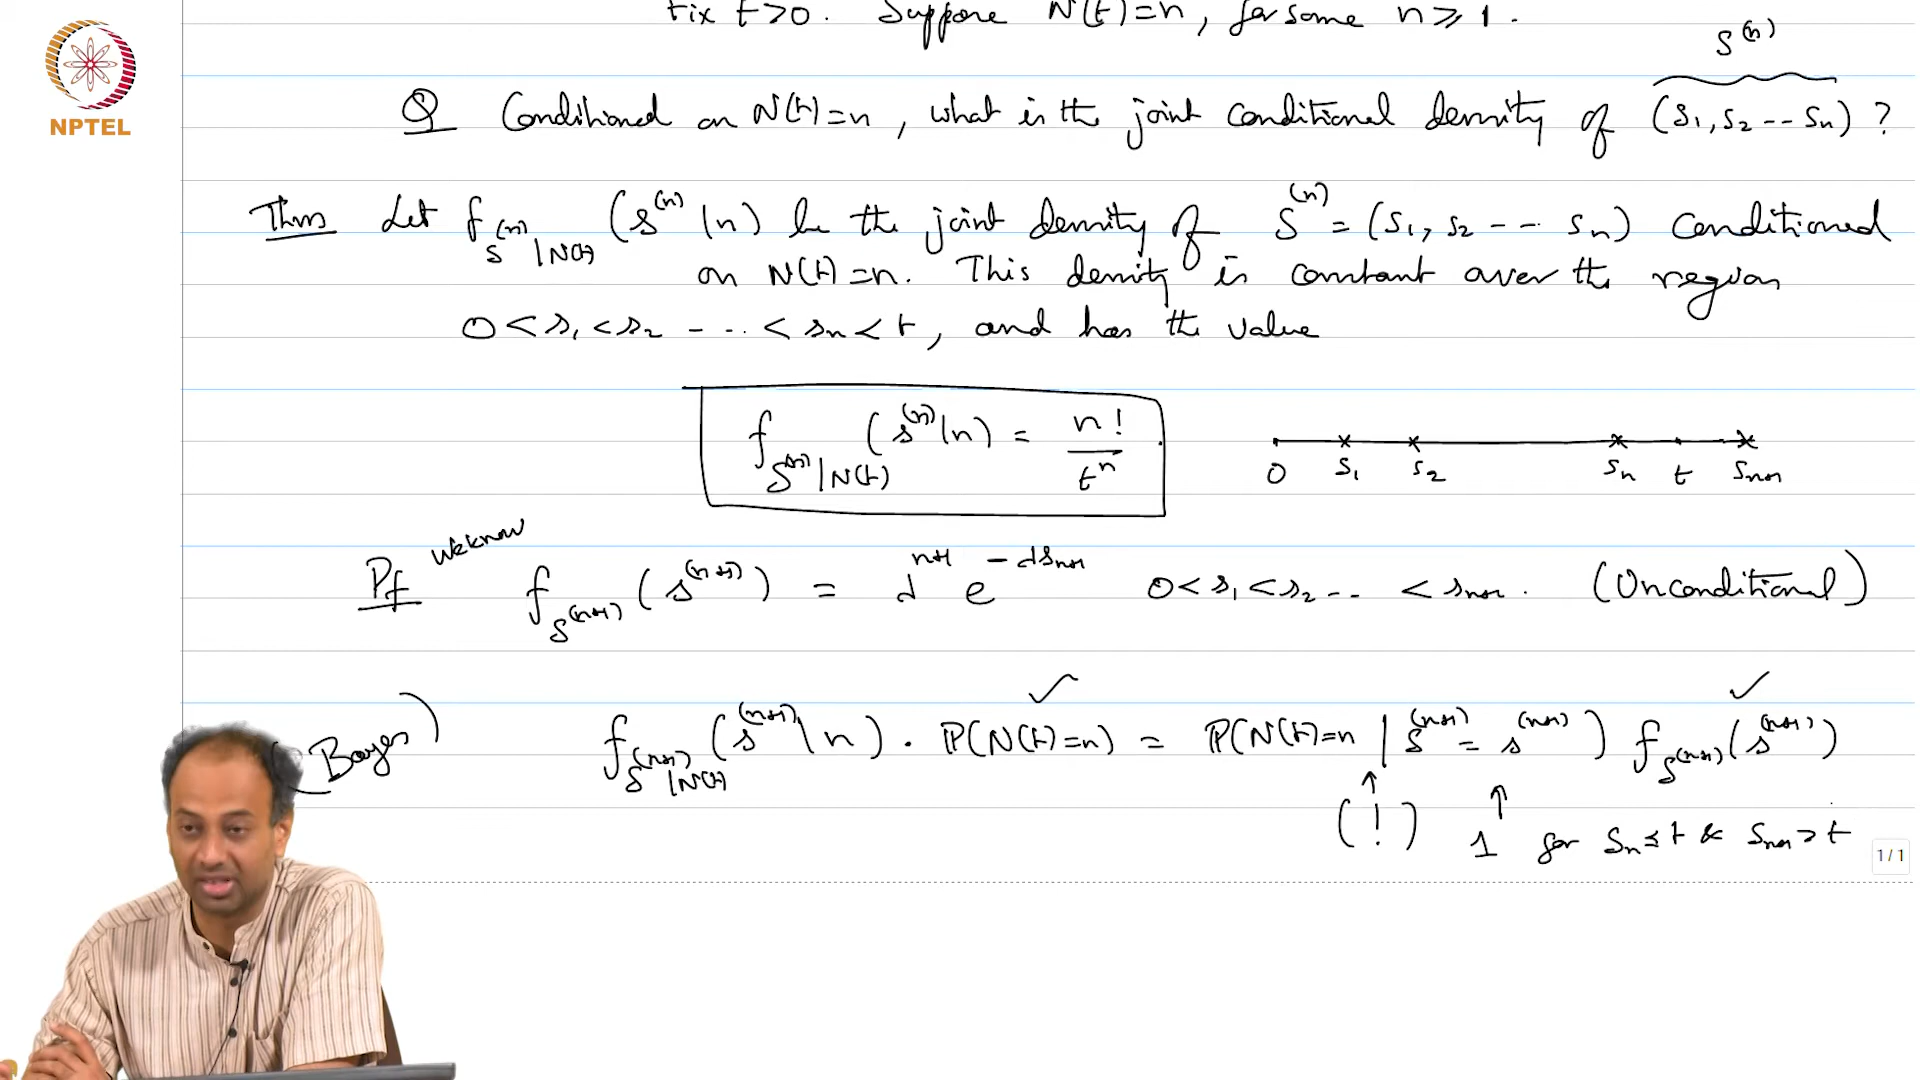 Fix t>0. Suppose N(t)=n, for some n≥1.
S^(n)
Q Conditioned on N(t)=n, what is the joint conditional density of (S₁, S₂ -- Sₙ)?
Thm Let f_{S^(n)|N(t)} (s^(n)|n) be the joint density of S^(n) = (S₁, S₂ -- Sₙ) conditioned
on N(t)=n. This density is constant over the region
0<s₁<s₂ -... <sₙ<t, and has the value
f_{S^(n)|N(t)} (s^(n)|n) = n!/tⁿ
0 S₁ S₂ Sₙ t Sₙ₊₁
Pf We know f_{S^(n+1)} (s^(n+1)) = λ^{n+1} e^{-λs_{n+1}} 0<s₁<s₂... <sₙ₊₁. (Unconditional)
(Bayes) f_{S^(n+1)|N(t)} (s^(n+1)|n) . ℙ(N(t)=n) = ℙ(N(t)=n | S^(n+1) = s^(n+1)) f_{S^(n+1)}(s^(n+1))
(!) 1 for Sₙ≤t & Sₙ₊₁>t
NPTEL
1 / 1